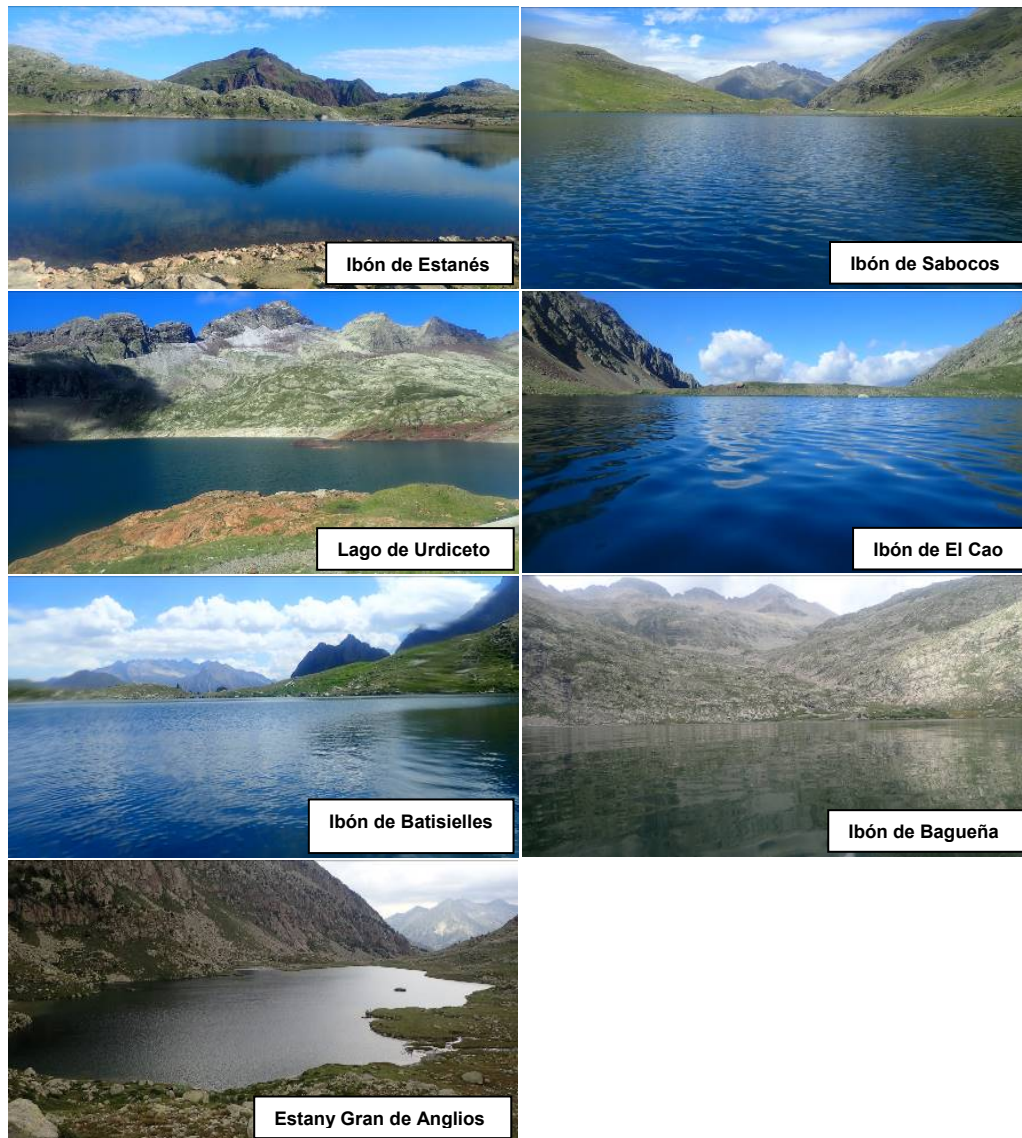 Ibón de Estanés
Ibón de Sabocos
Lago de Urdiceto
Ibón de El Cao
Ibón de Batisielles
Ibón de Bagueña
Estany Gran de Anglios